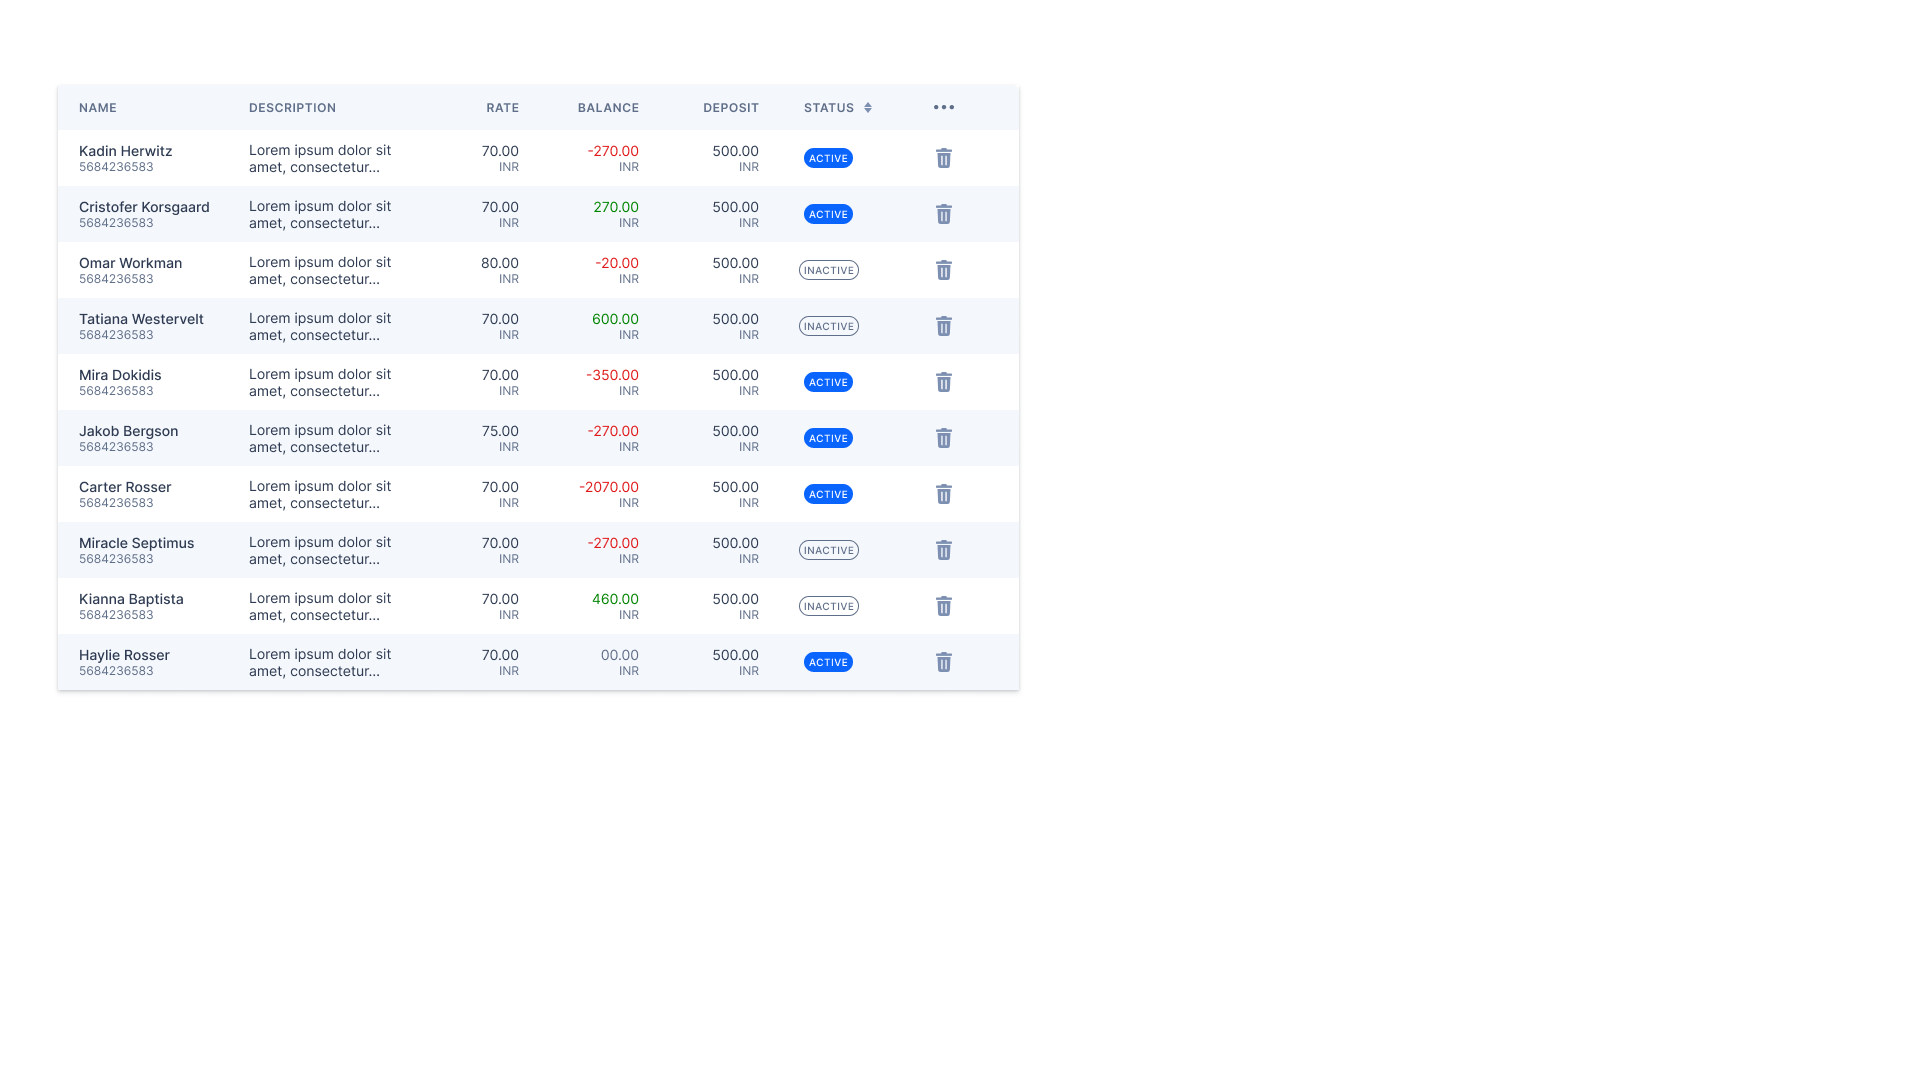 NAME DESCRIPTION RATE BALANCE DEPOSIT STATUS
Kadin Herwitz Lorem ipsum dolor sit 70.00 -270.00 500.00 ACTIVE
5684236583 amet, consectetur... INR INR INR
Cristofer Korsgaard Lorem ipsum dolor sit 70.00 270.00 500.00 ACTIVE
5684236583 amet, consectetur... INR INR INR
Omar Workman Lorem ipsum dolor sit 80.00 -20.00 500.00 INACTIVE
5684236583 amet, consectetur... INR INR INR
Tatiana Westervelt Lorem ipsum dolor sit 70.00 600.00 500.00 INACTIVE
5684236583 amet, consectetur... INR INR INR
Mira Dokidis Lorem ipsum dolor sit 70.00 -350.00 500.00 ACTIVE
5684236583 amet, consectetur... INR INR INR
Jakob Bergson Lorem ipsum dolor sit 75.00 -270.00 500.00 ACTIVE
5684236583 amet, consectetur... INR INR INR
Carter Rosser Lorem ipsum dolor sit 70.00 -2070.00 500.00 ACTIVE
5684236583 amet, consectetur... INR INR INR
Miracle Septimus Lorem ipsum dolor sit 70.00 -270.00 500.00 INACTIVE
5684236583 amet, consectetur... INR INR INR
Kianna Baptista Lorem ipsum dolor sit 70.00 460.00 500.00 INACTIVE
5684236583 amet, consectetur... INR INR INR
Haylie Rosser Lorem ipsum dolor sit 70.00 00.00 500.00 ACTIVE
5684236583 amet, consectetur... INR INR INR